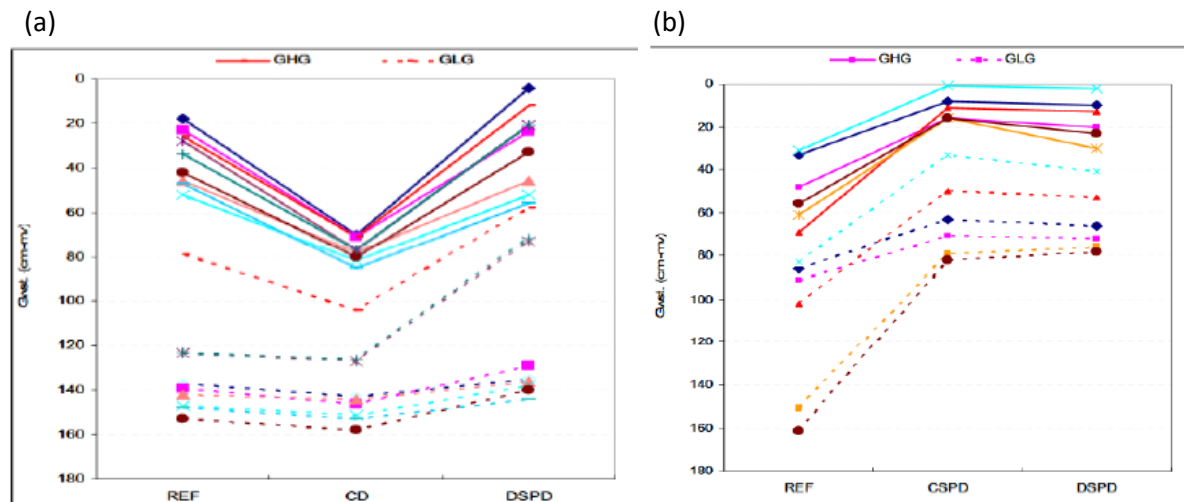 (a)
GHG GLG
0
20
40
60
80
100
120
140
160
180
Gwst. (cm-mv)
REF CD DSPD
(b)
GHG GLG
0
20
40
60
80
100
120
140
160
180
Gwst. (cm-mv)
REF CSPD DSPD